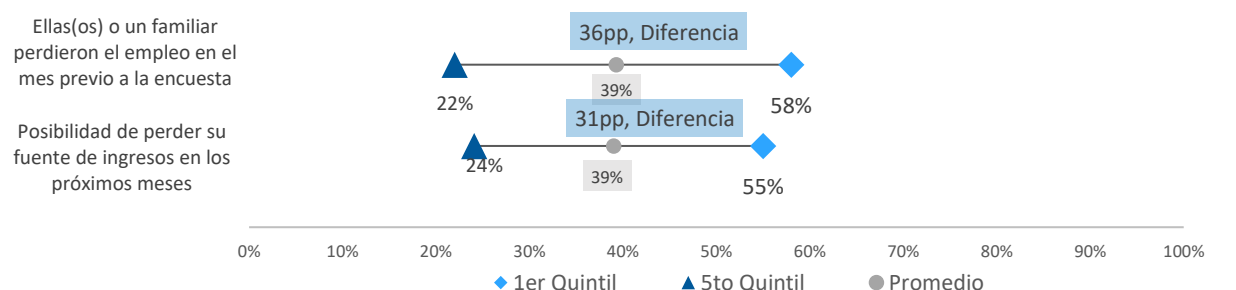 Ellas(os) o un familiar
perdieron el empleo en el
mes previo a la encuesta
36pp, Diferencia
39%
22%
58%
Posibilidad de perder su
fuente de ingresos en los
próximos meses
31pp, Diferencia
24%
39%
55%
0% 10% 20% 30% 40% 50% 60% 70% 80% 90% 100%
1er Quintil 5to Quintil Promedio